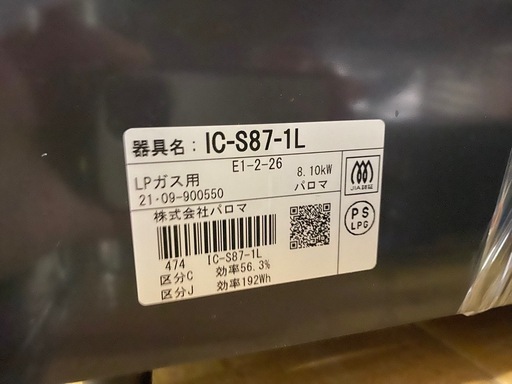 器具名：IC-S87-1L
E1-2-26
LPガス用 8.10kW
21・09-900550 パロマ
株式会社パロマ
JIA認証
PS
LPG
474 IC-S87-1L
区分C 効率56.3%
区分J 効率192Wh